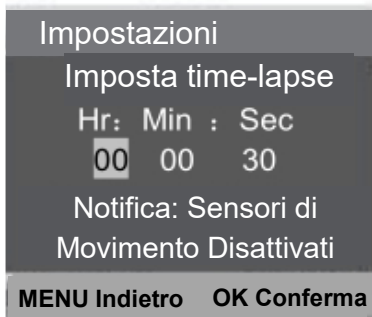 Impostazioni
Imposta time-lapse
Hr: Min : Sec
00 00 30
Notifica: Sensori di
Movimento Disattivati
MENU Indietro OK Conferma